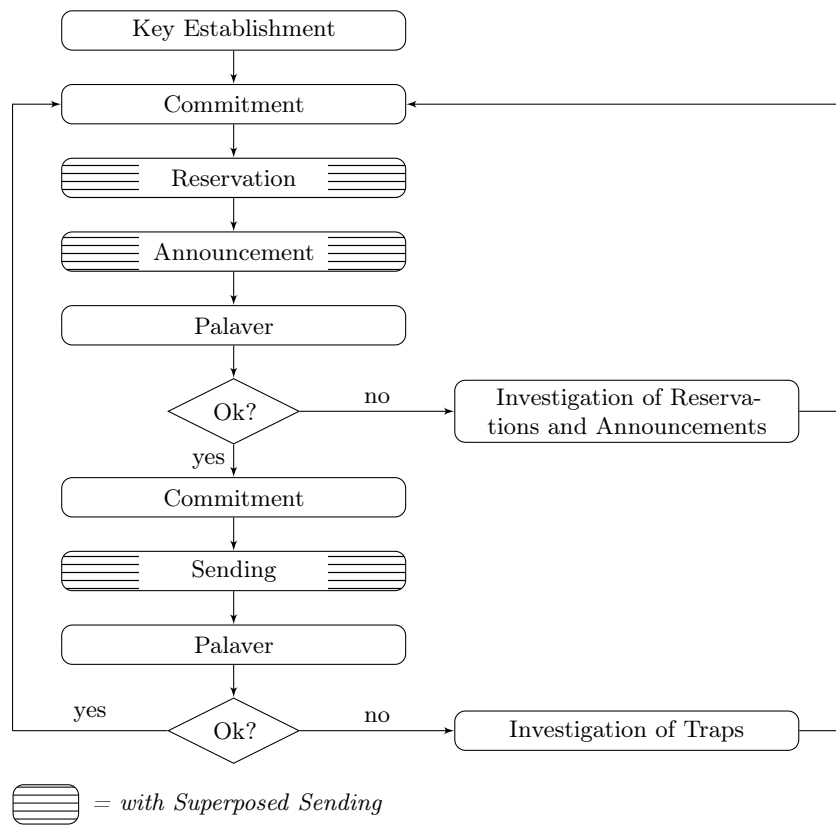 Key Establishment
Commitment
Reservation
Announcement
Palaver
Ok?
no
Investigation of Reserva-
tions and Announcements
yes
Commitment
Sending
Palaver
yes
Ok?
no
Investigation of Traps
= with Superposed Sending